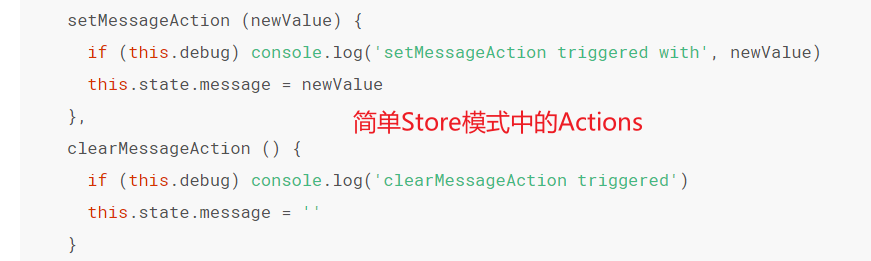 setMessageAction (newValue) {
if (this.debug) console.log('setMessageAction triggered with', newValue)
this.state.message = newValue
},
简单Store模式中的Actions
clearMessageAction () {
if (this.debug) console.log('clearMessageAction triggered')
this.state.message = ''
}